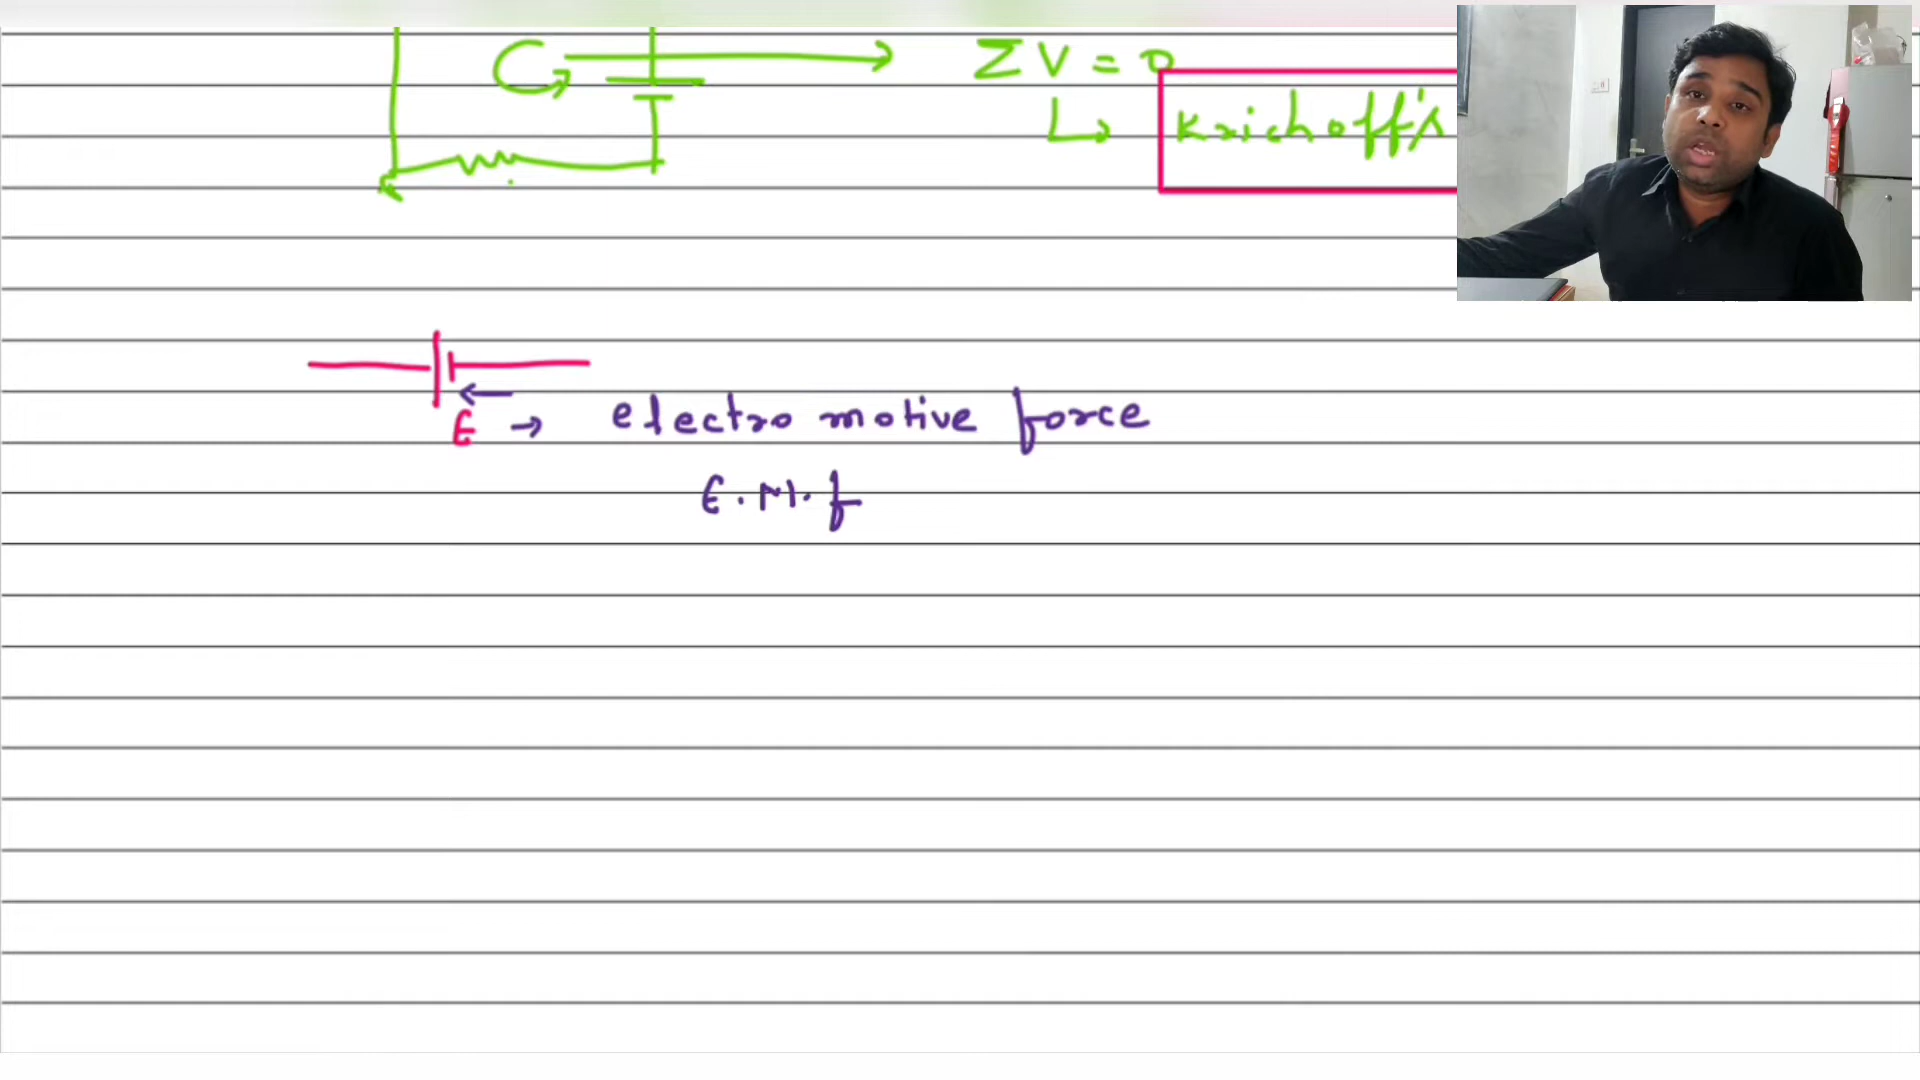 ΣV = 0
↳ Krichoff's
E → electro motive force
E.M.f